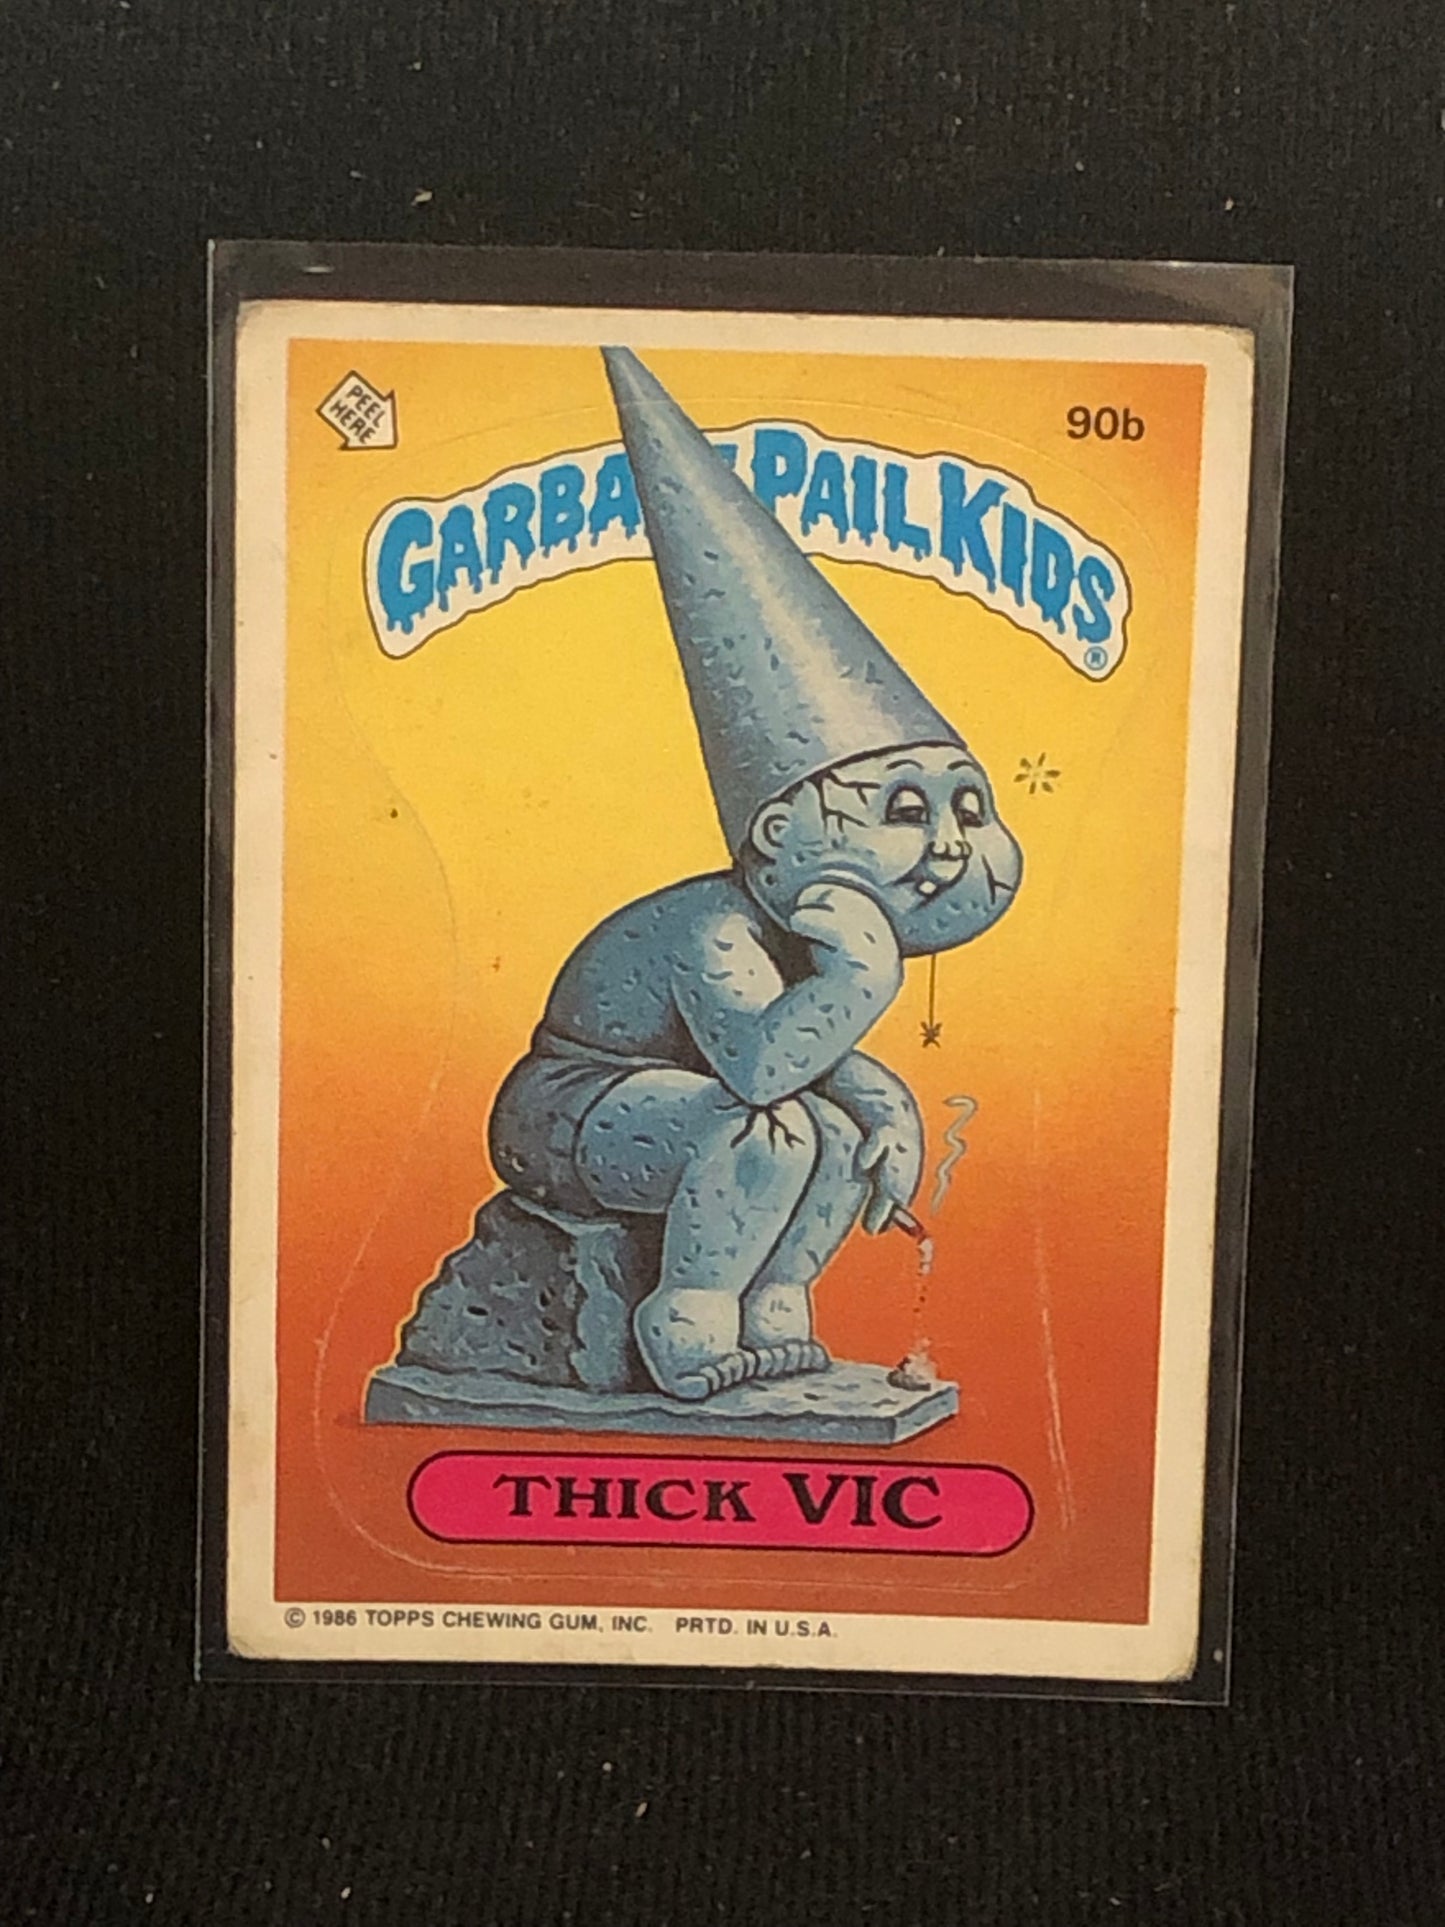 PEEL
HERE
90b
GARBA PAIL KIDS
®
THICK VIC
© 1986 TOPPS CHEWING GUM, INC. PRTD. IN U.S.A.